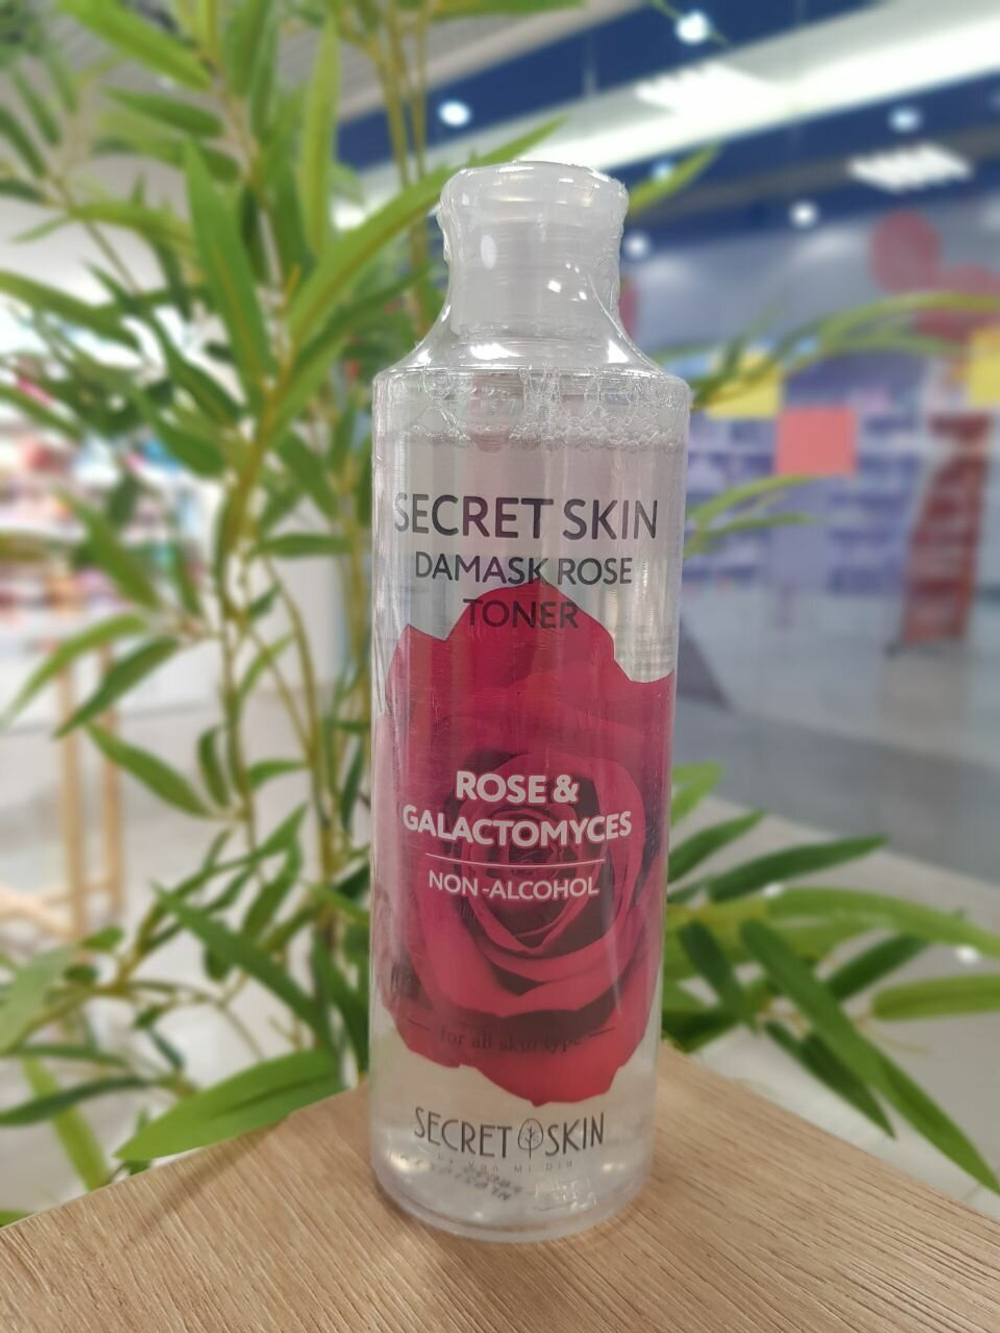 SECRET SKIN
DAMASK ROSE
TONER
ROSE &
GALACTOMYCES
NON-ALCOHOL
for all skin type
SECRET SKIN